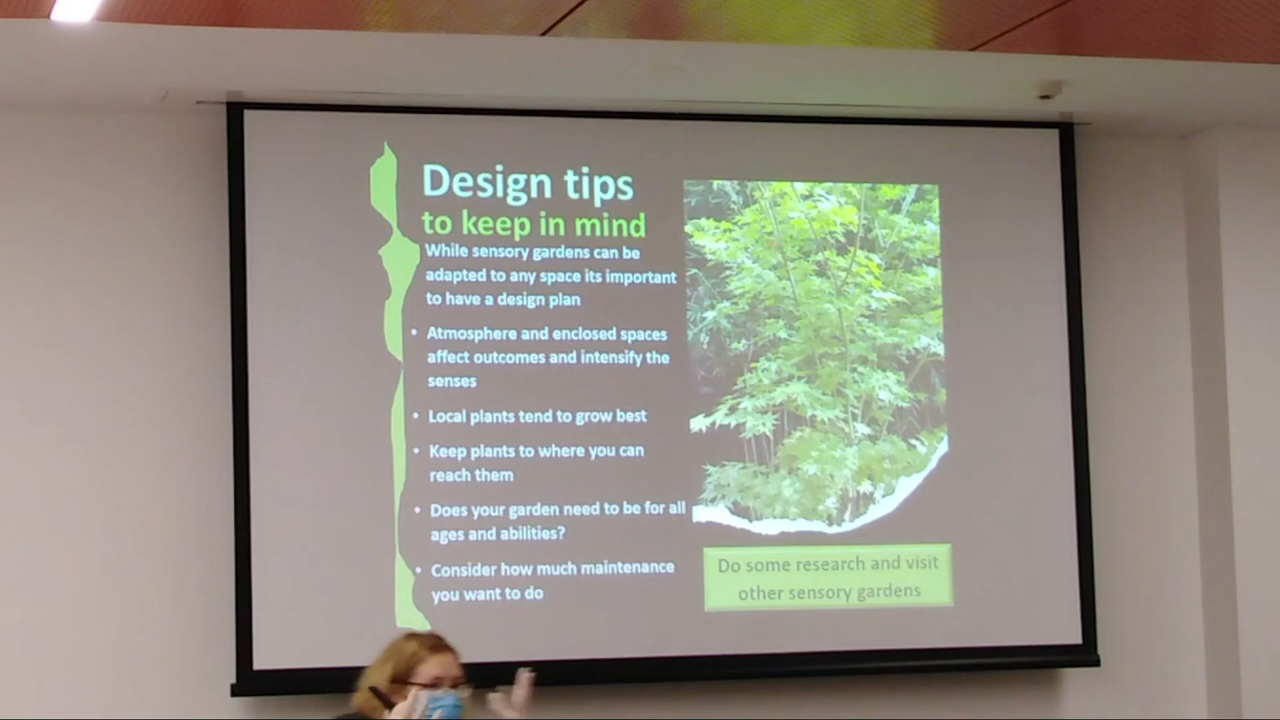 Design tips
to keep in mind
While sensory gardens can be
adapted to any space its important
to have a design plan
• Atmosphere and enclosed spaces
affect outcomes and intensify the
senses
• Local plants tend to grow best
• Keep plants to where you can
reach them
• Does your garden need to be for all
ages and abilities?
• Consider how much maintenance
you want to do
Do some research and visit
other sensory gardens